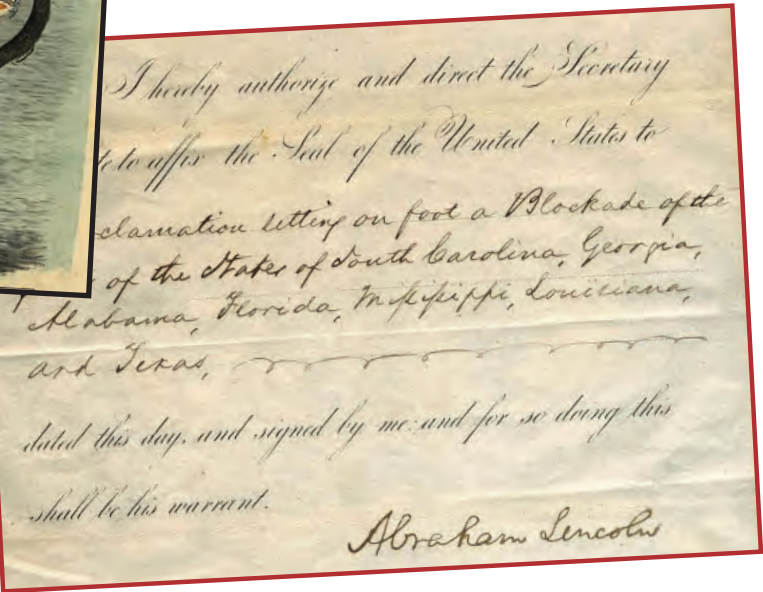 I hereby authorize and direct the Secretary
to affix the Seal of the United States to
clamation setting on foot a Blockade of the
of the States of South Carolina, Georgia,
Alabama, Florida, Mississippi, Louisiana,
and Texas,
dated this day, and signed by me: and for so doing this
shall be his warrant.
Abraham Lincoln